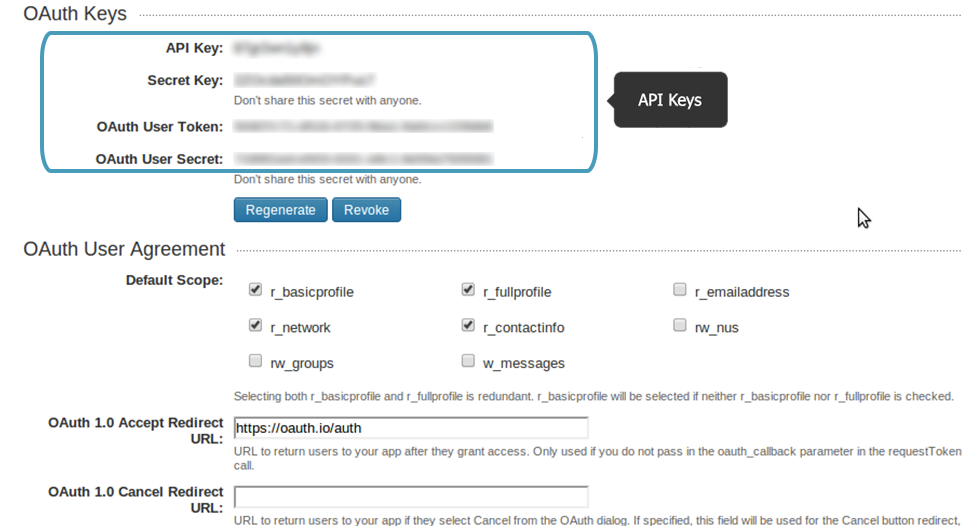 OAuth Keys
API Key:
Secret Key:
Don't share this secret with anyone.
OAuth User Token:
API Keys
OAuth User Secret:
Don't share this secret with anyone.
Regenerate Revoke
OAuth User Agreement
Default Scope:
r_basicprofile r_fullprofile r_emailaddress
r_network r_contactinfo rw_nus
rw_groups w_messages
Selecting both r_basicprofile and r_fullprofile is redundant. r_basicprofile will be selected if neither r_basicprofile nor r_fullprofile is checked.
OAuth 1.0 Accept Redirect
URL:
https://oauth.io/auth
URL to return users to your app after they grant access. Only used if you do not pass in the oauth_callback parameter in the requestToken
call.
OAuth 1.0 Cancel Redirect
URL:
URL to return users to your app if they select Cancel from the OAuth dialog. If specified, this field will be used for the Cancel button redirect,